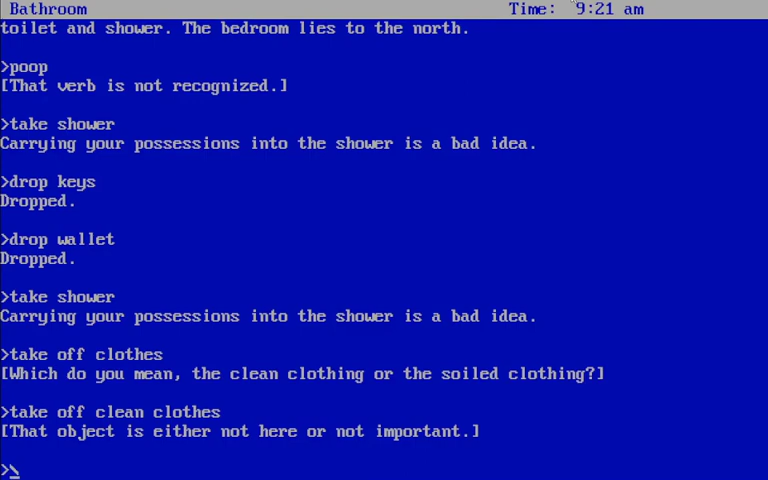 Bathroom Time: 9:21 am
toilet and shower. The bedroom lies to the north.
>poop
[That verb is not recognized.]
>take shower
Carrying your possessions into the shower is a bad idea.
>drop keys
Dropped.
>drop wallet
Dropped.
>take shower
Carrying your possessions into the shower is a bad idea.
>take off clothes
[Which do you mean, the clean clothing or the soiled clothing?]
>take off clean clothes
[That object is either not here or not important.]
>\